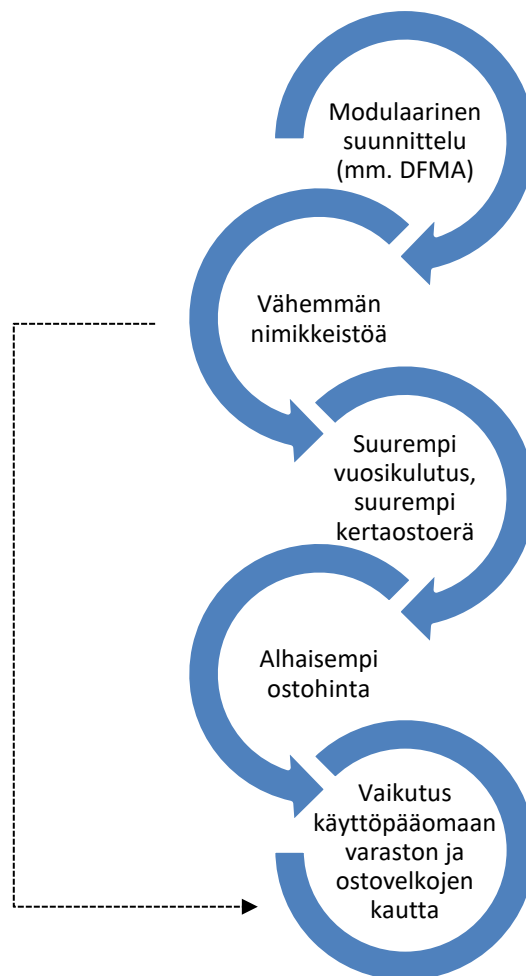 Modulaarinen
suunnittelu
(mm. DFMA)
Vähemmän
nimikkeistöä
Suurempi
vuosikulutus,
suurempi
kertaostoerä
Alhaisempi
ostohinta
Vaikutus
käyttöpääomaan
varaston ja
ostovelkojen
kautta